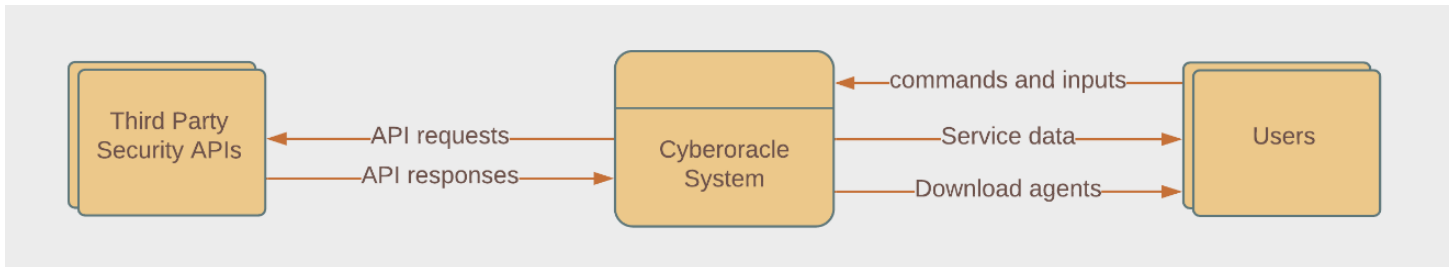 Third Party
Security APIs
API requests
API responses
Cyberoracle
System
commands and inputs
Service data
Download agents
Users